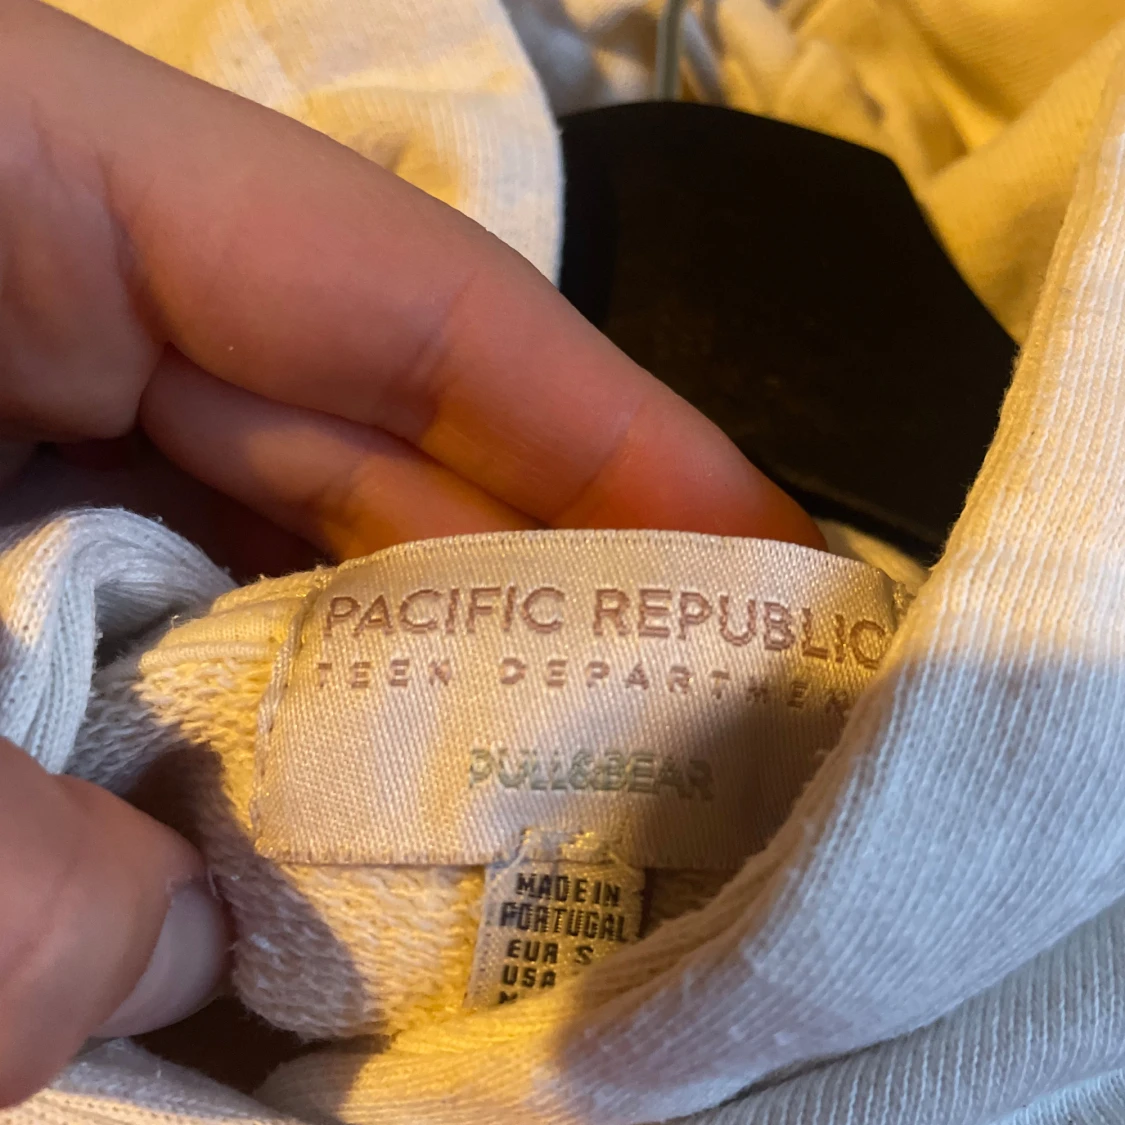 PACIFIC REPUBLIC
TEEN DEPARTMEN
PULL&BEAR
MADE IN
PORTUGAL
EUR S
USA